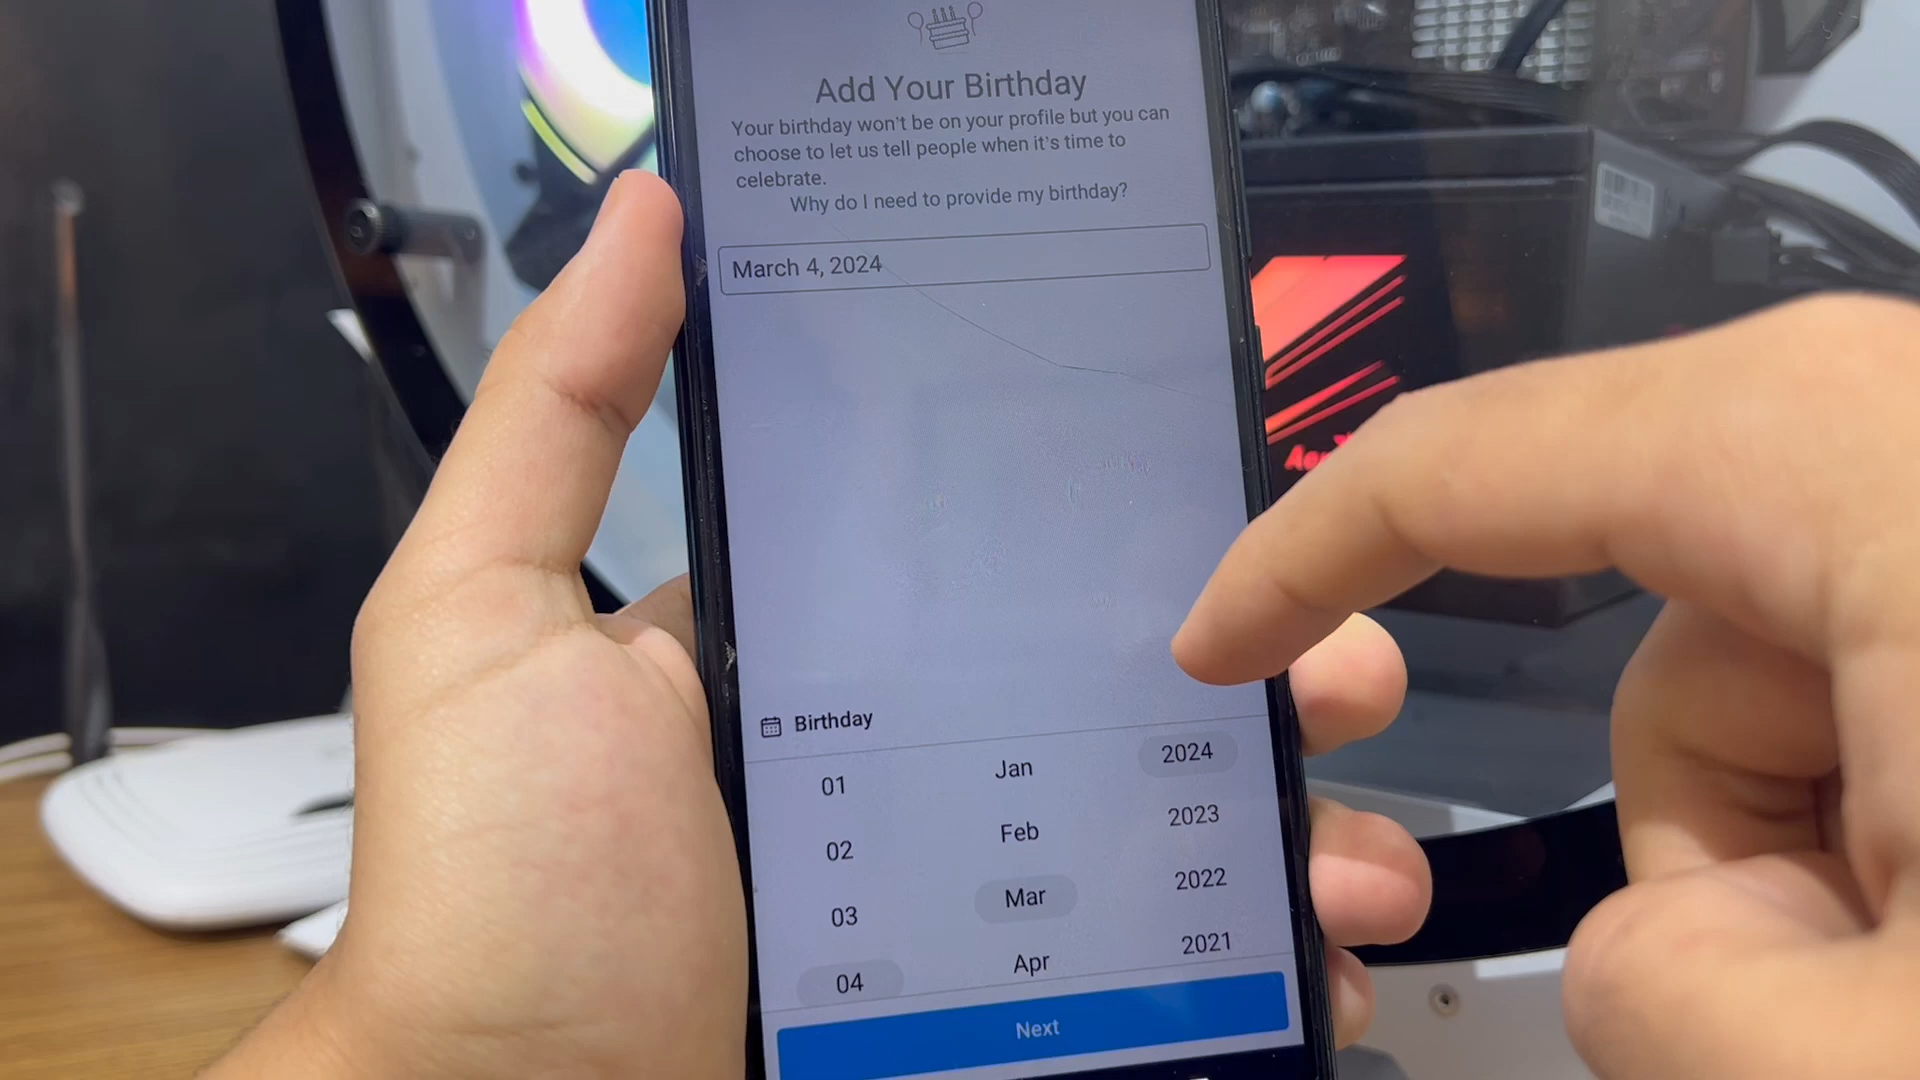 Add Your Birthday
Your birthday won't be on your profile but you can
choose to let us tell people when it's time to
celebrate.
Why do I need to provide my birthday?
March 4, 2024
Birthday
01 Jan 2024
02 Feb 2023
03 Mar 2022
04 Apr 2021
Next